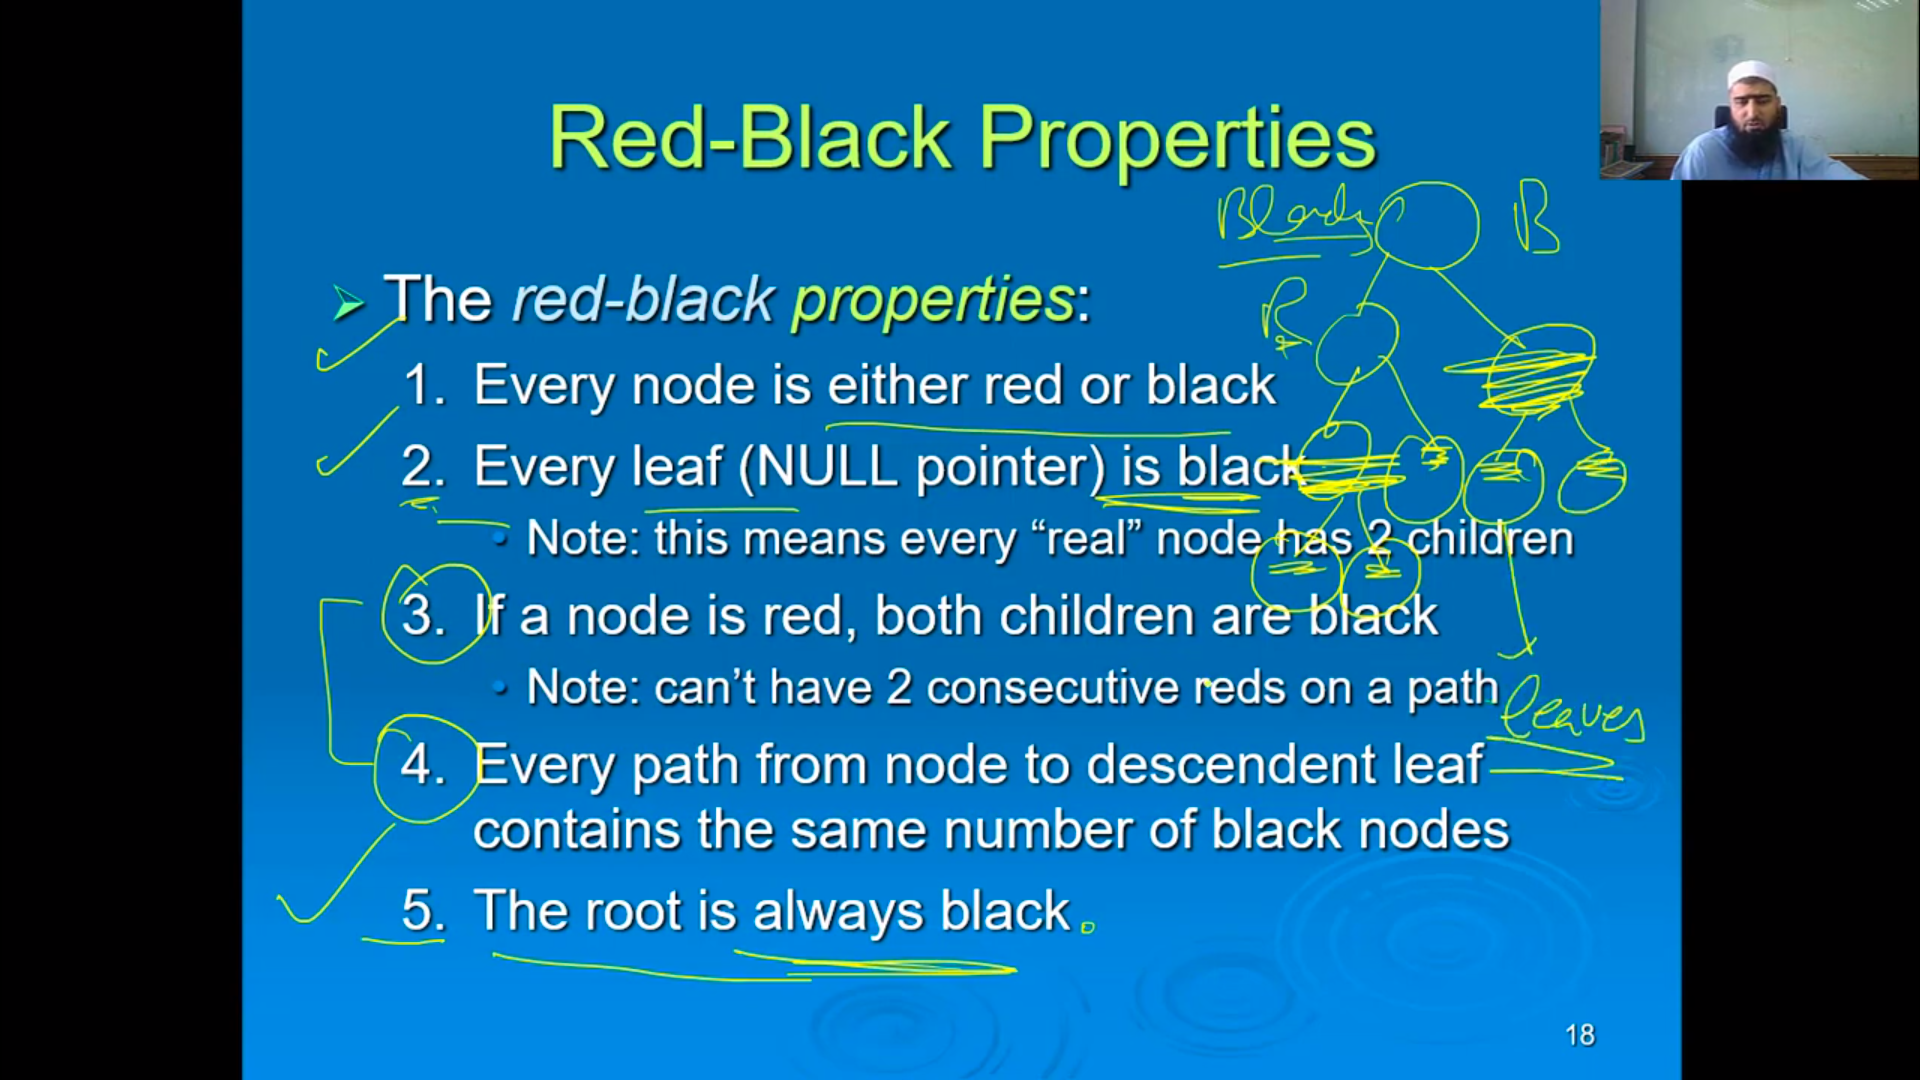 Red-Black Properties
Black
B
➢ The red-black properties:
R
1. Every node is either red or black
2. Every leaf (NULL pointer) is black
• Note: this means every “real” node has 2 children
3. If a node is red, both children are black
• Note: can’t have 2 consecutive reds on a path
leaves
4. Every path from node to descendent leaf
contains the same number of black nodes
5. The root is always black
18